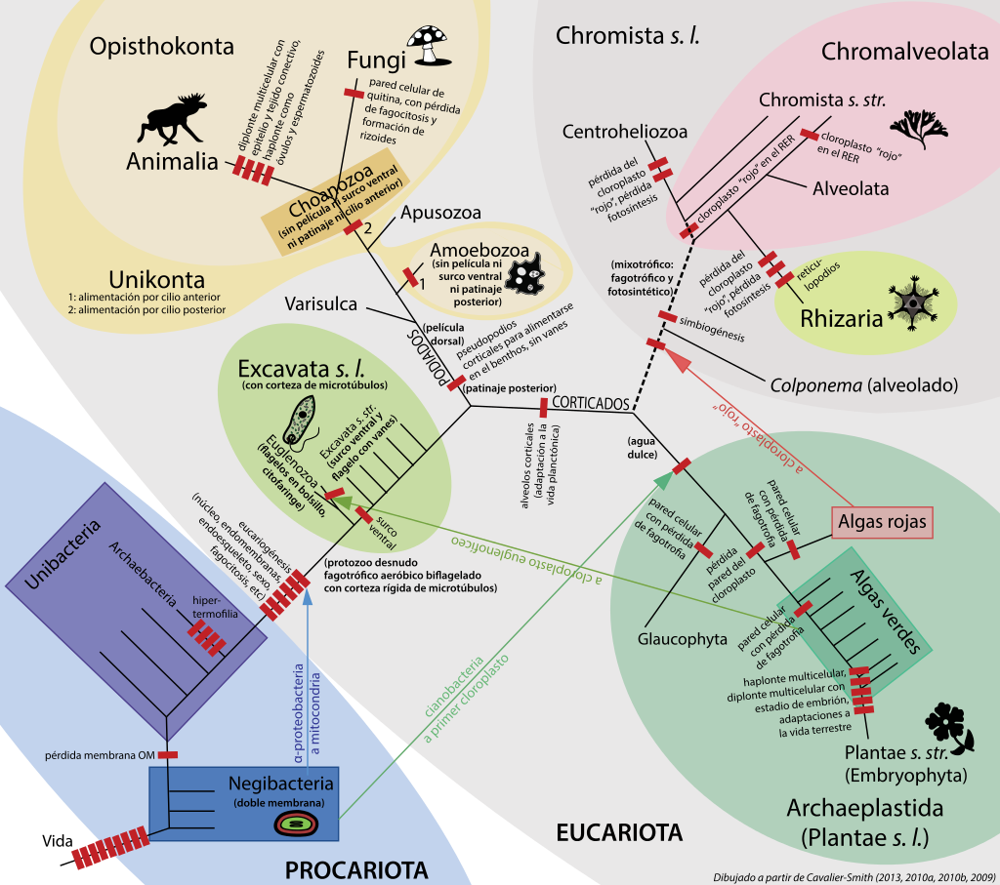 Opisthokonta
diplonte multicelular con
epitelio y tejido conectivo,
haplonte como
óvulos y espermatozoides
Fungi
pared celular de
quitina, con pérdida
de fagocitosis y
formación de
rizoides
Animalia
Choanozoa
(sin película ni surco ventral
ni patinaje ni cilio anterior)
2
Apusozoa
Amoebozoa
(sin película ni
surco ventral
ni patinaje
posterior)
1
Unikonta
1: alimentación por cilio anterior
2: alimentación por cilio posterior
Varisulca
(película
dorsal)
PODIADOS
pseudopodios
corticales para alimentarse
en el benthos, sin vanes
(patinaje posterior)
Chromista s. l.
Chromalveolata
Chromista s. str.
cloroplasto "rojo"
en el RER
cloroplasto "rojo" en el RER
Centroheliozoa
pérdida del
cloroplasto
"rojo", pérdida
fotosintesis
Alveolata
(mixotrófico:
fagotrófico y
fotosintético)
pérdida del
cloroplasto
"rojo", pérdida
fotosintesis
reticu-
lopodios
Rhizaria
simbiogénesis
Colponema (alveolado)
Excavata s. l.
(con corteza de microtúbulos)
Euglenozoa
(flagelos en bolsillo,
citofaringe)
Excavata s. str.
(surco ventral y
flagelo con vanes)
surco
ventral
CORTICADOS
alveolos corticales
(adaptación a la
vida planctónica)
(agua
dulce)
a cloroplasto "rojo"
Algas rojas
pared celular
con pérdida
de fagotrofia
pared celular
con pérdida
de fagotrofia
pérdida
pared del
cloroplasto
Glaucophyta
pared celular
con pérdida
de fagotrofia
Algas verdes
haplonte multicelular,
diplonte multicelular con
estadio de embrión,
adaptaciones a
la vida terrestre
Plantae s. str.
(Embryophyta)
Archaeplastida
(Plantae s. l.)
a cloroplasto euglenofíceo
(protozoo desnudo
fagotrófico aeróbico biflagelado
con corteza rígida de microtúbulos)
eucariogénesis
(núcleo, endomembranas,
endoesqueleto, sexo,
fagocitosis, etc)
Unibacteria
Archaebacteria
hiper-
termofilia
α-proteobacteria
a mitocondria
cianobacteria
a primer cloroplasto
pérdida membrana OM
Negibacteria
(doble membrana)
Vida
PROCARIOTA
EUCARIOTA
Dibujado a partir de Cavalier-Smith (2013, 2010a, 2010b, 2009)